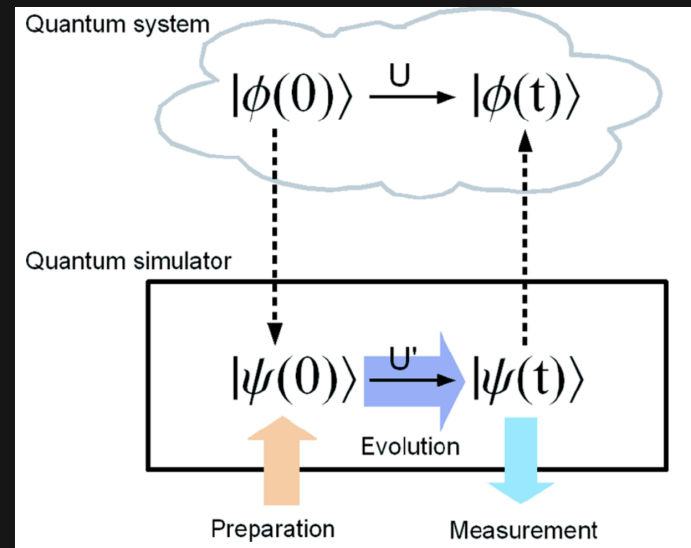 Quantum system
|ϕ(0)⟩ U |ϕ(t)⟩
Quantum simulator
|ψ(0)⟩ U' |ψ(t)⟩
Evolution
Preparation Measurement